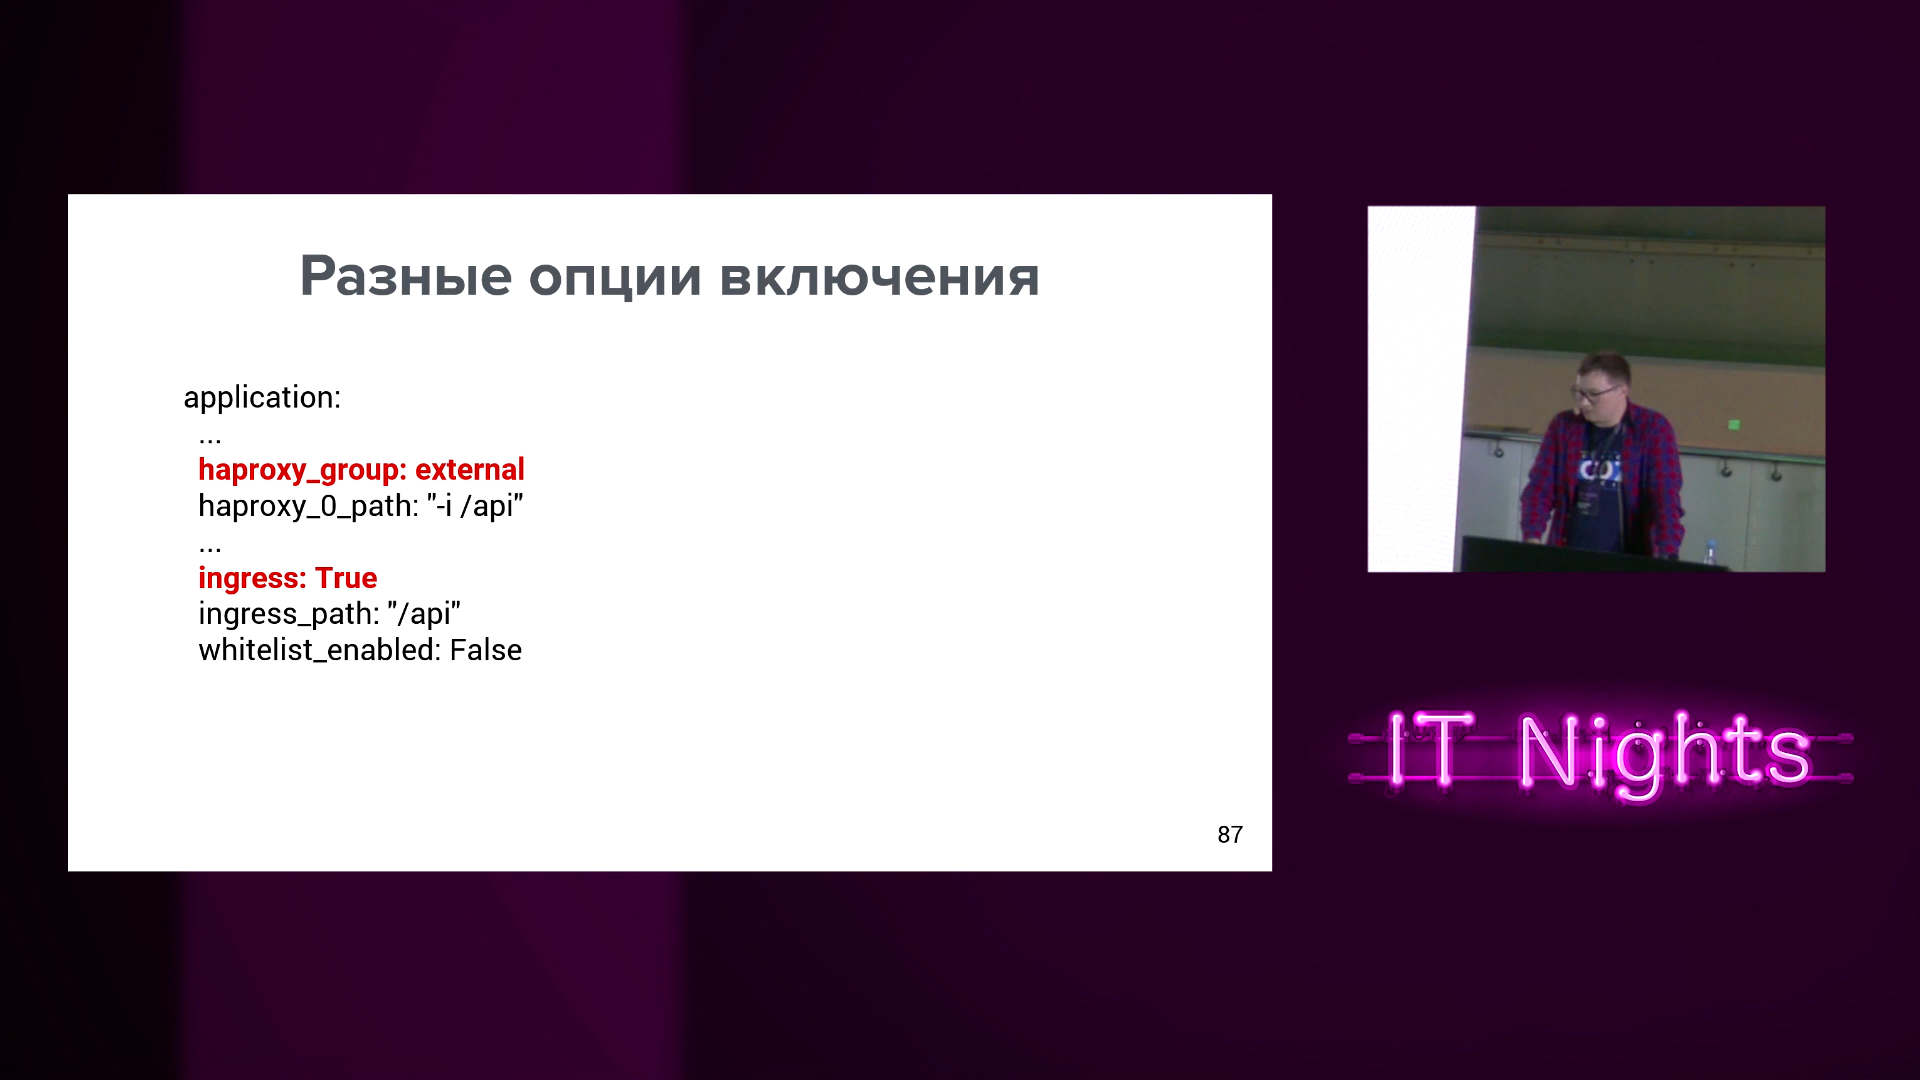 Разные опции включения
application:
...
haproxy_group: external
haproxy_0_path: "-i /api"
...
ingress: True
ingress_path: "/api"
whitelist_enabled: False
87
IT Nights